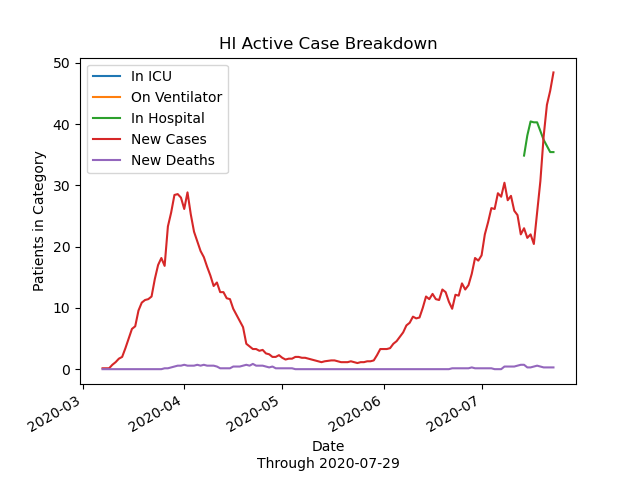 HI Active Case Breakdown
In ICU
On Ventilator
In Hospital
New Cases
New Deaths
Patients in Category
50
40
30
20
10
0
2020-03
2020-04
2020-05
2020-06
2020-07
Date
Through 2020-07-29